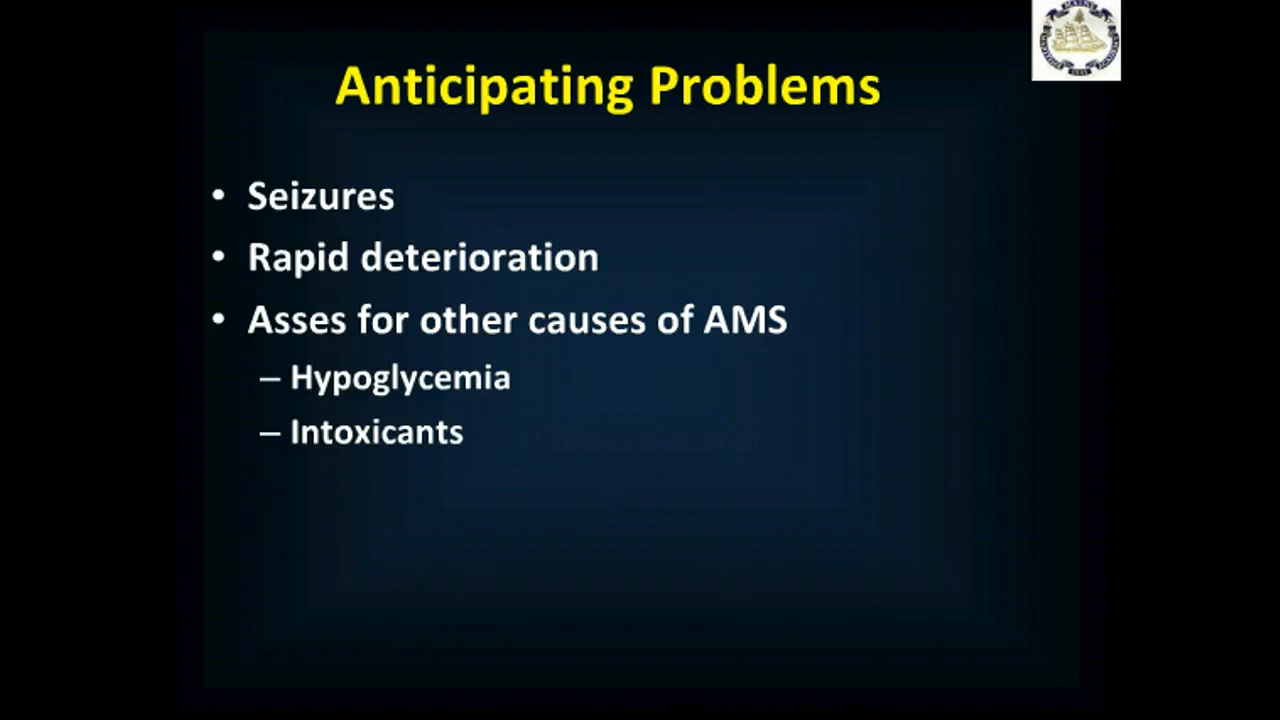 Anticipating Problems
• Seizures
• Rapid deterioration
• Asses for other causes of AMS
– Hypoglycemia
– Intoxicants